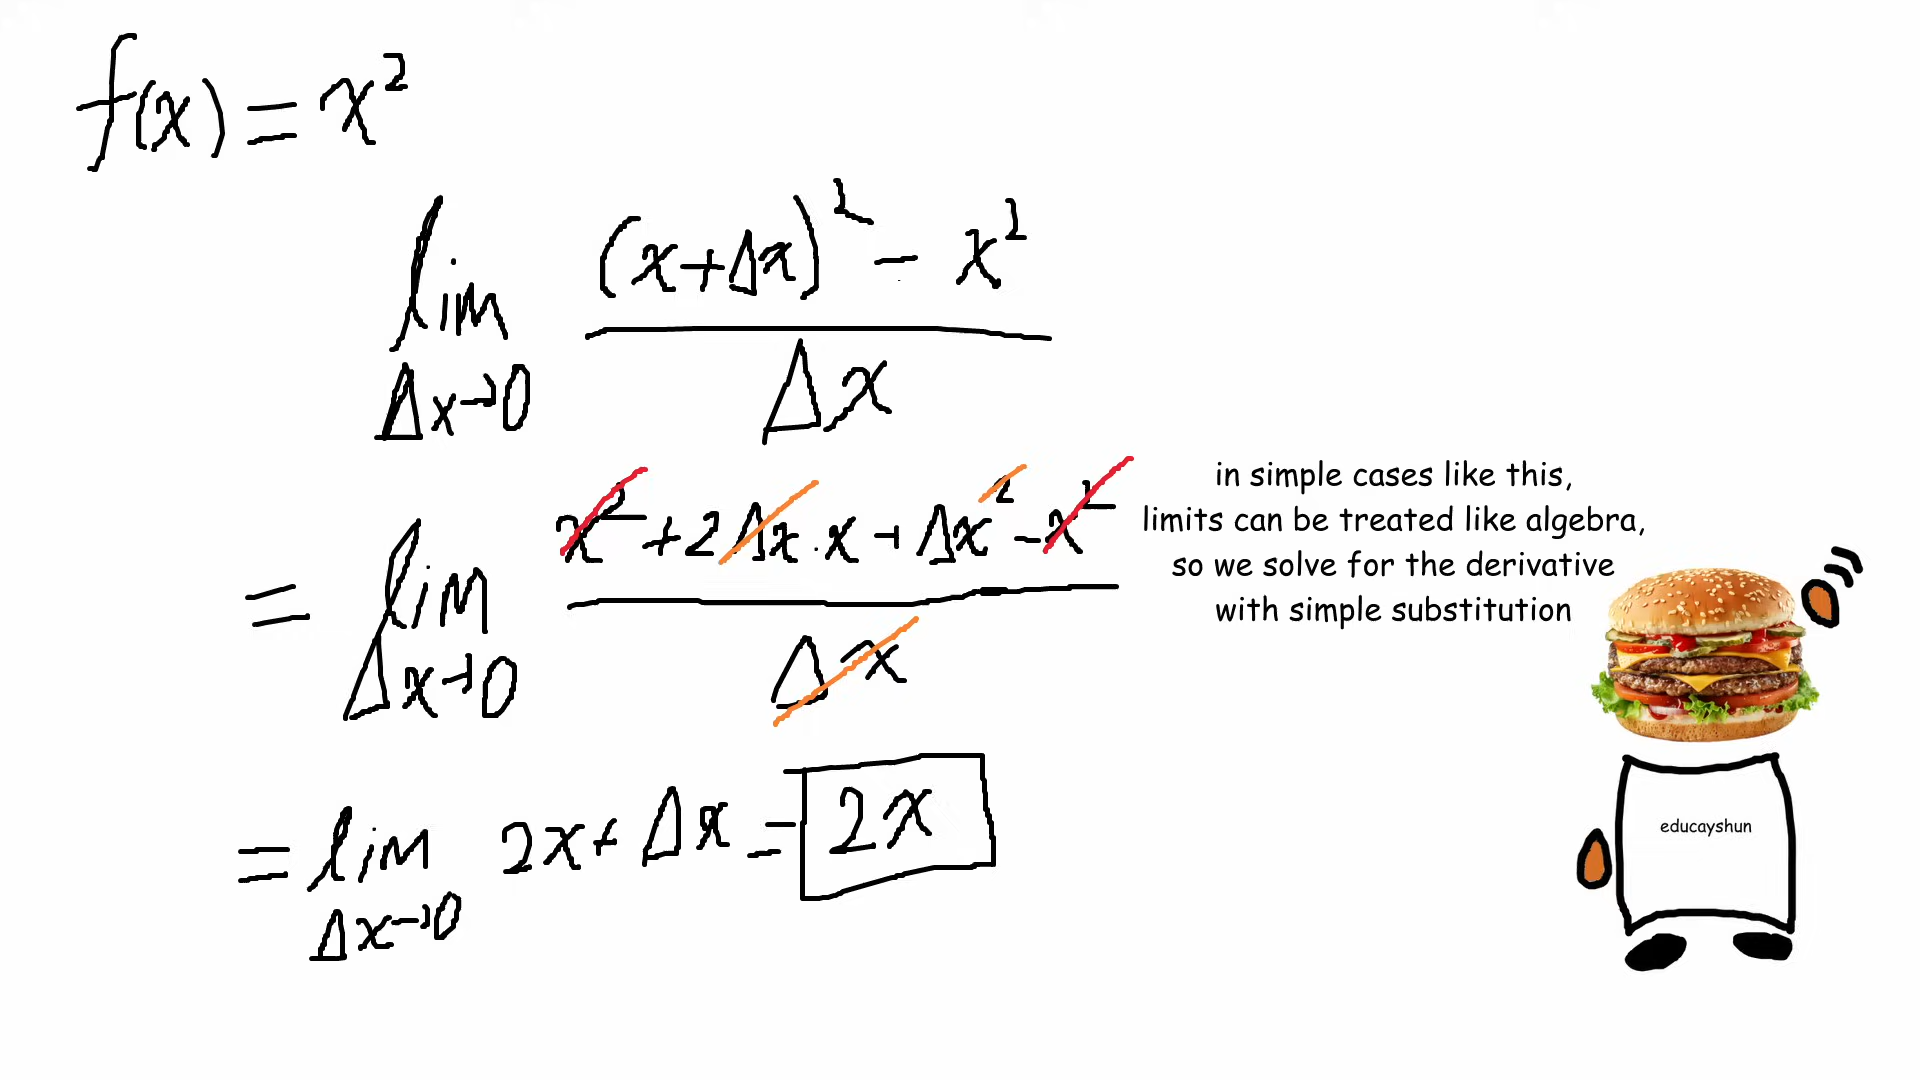 f(x) = x²
lim Δx→0 ((x+Δx)² − x²) / Δx
= lim Δx→0 (x² + 2Δx·x + Δx² − x²) / Δx
= lim Δx→0 2x + Δx = 2x
in simple cases like this,
limits can be treated like algebra,
so we solve for the derivative
with simple substitution
educayshun